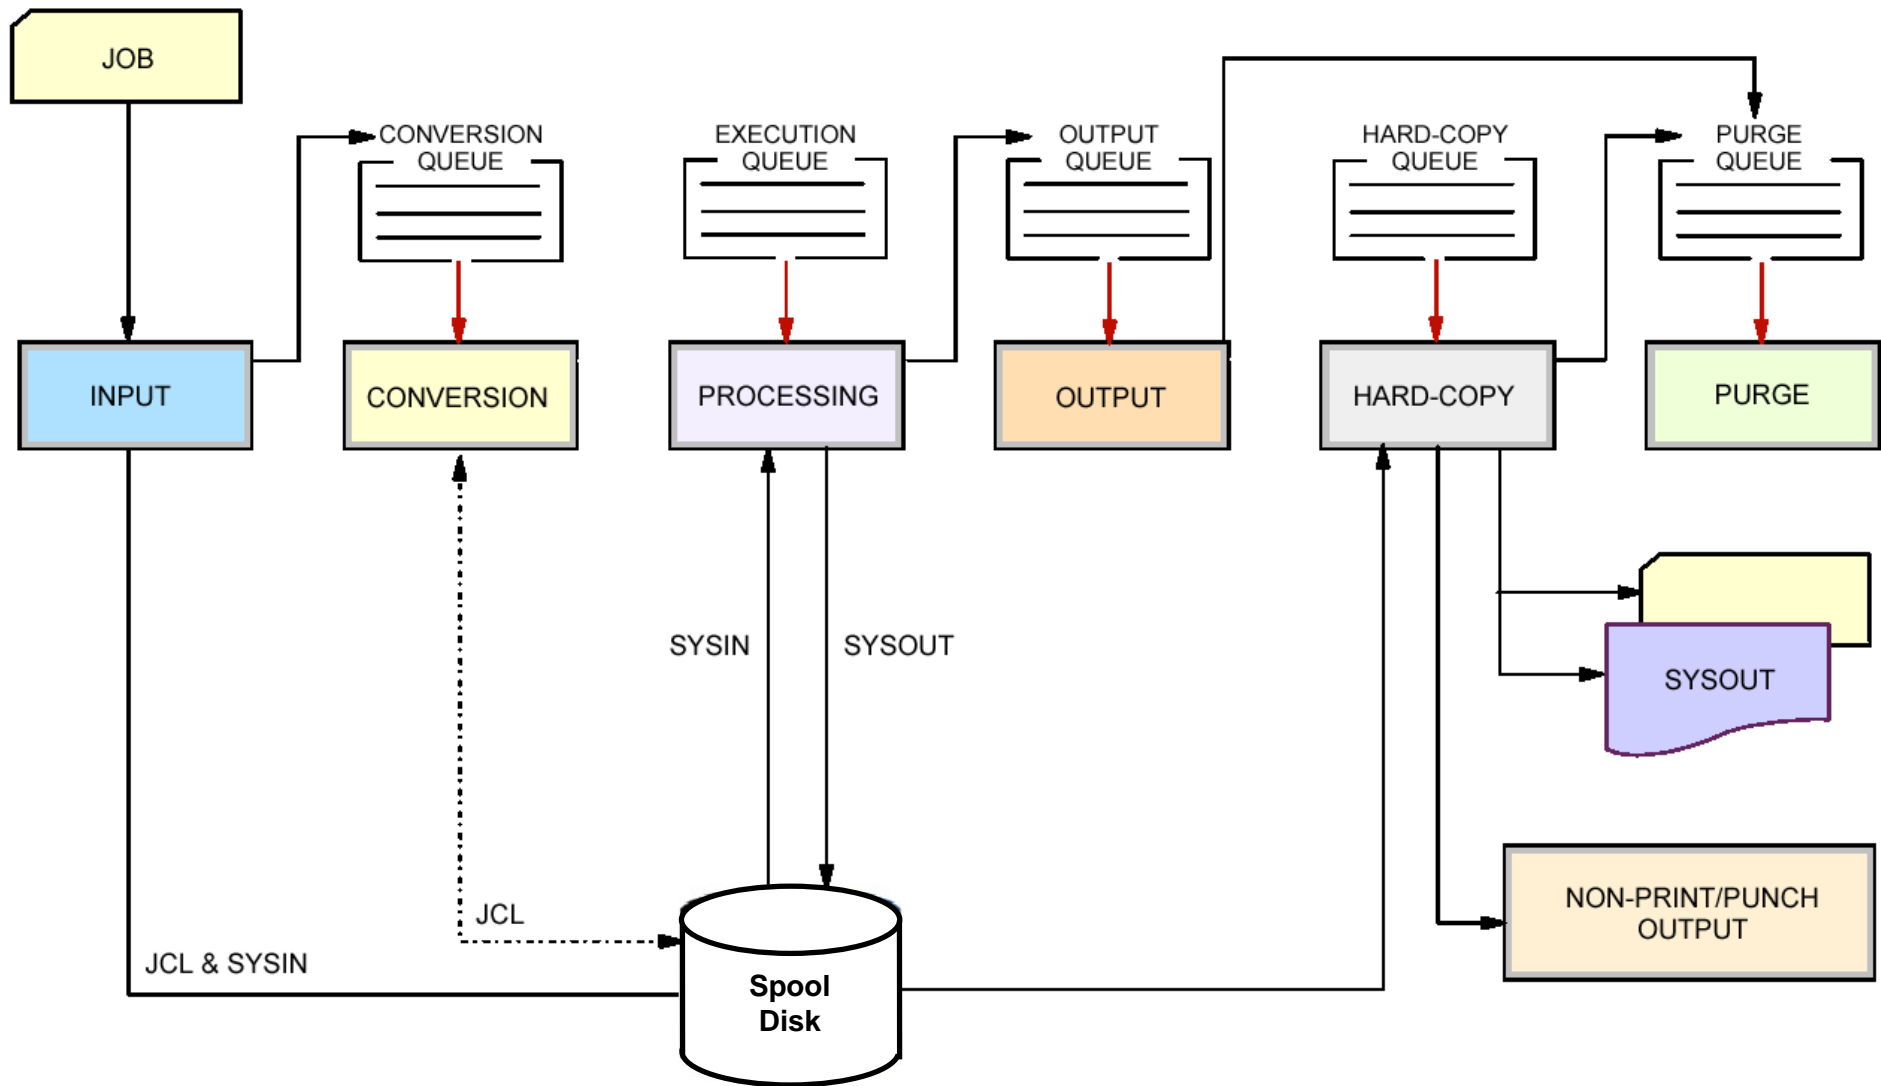 JOB
CONVERSION
QUEUE
EXECUTION
QUEUE
OUTPUT
QUEUE
HARD-COPY
QUEUE
PURGE
QUEUE
INPUT
CONVERSION
PROCESSING
OUTPUT
HARD-COPY
PURGE
SYSIN
SYSOUT
SYSOUT
JCL
NON-PRINT/PUNCH
OUTPUT
JCL & SYSIN
Spool
Disk